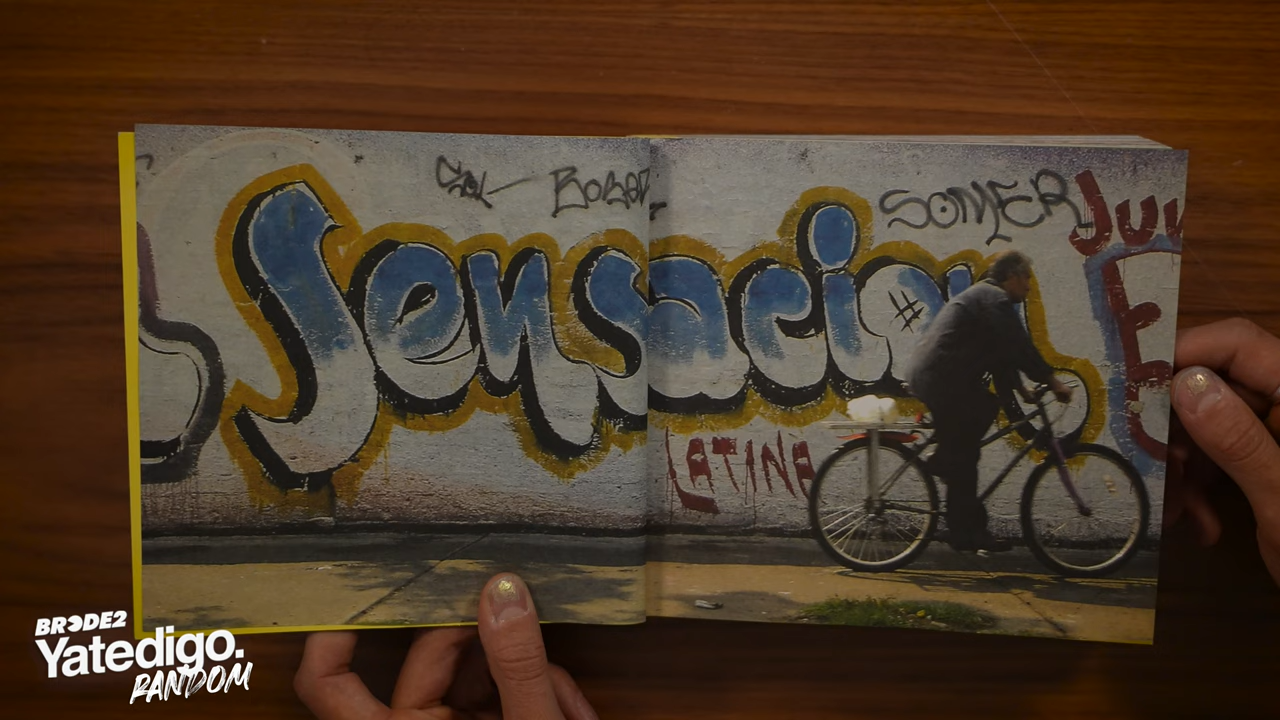 SOMER
Sensacion
#
LATINA
BRODE2
Yatedigo.
RANDOM